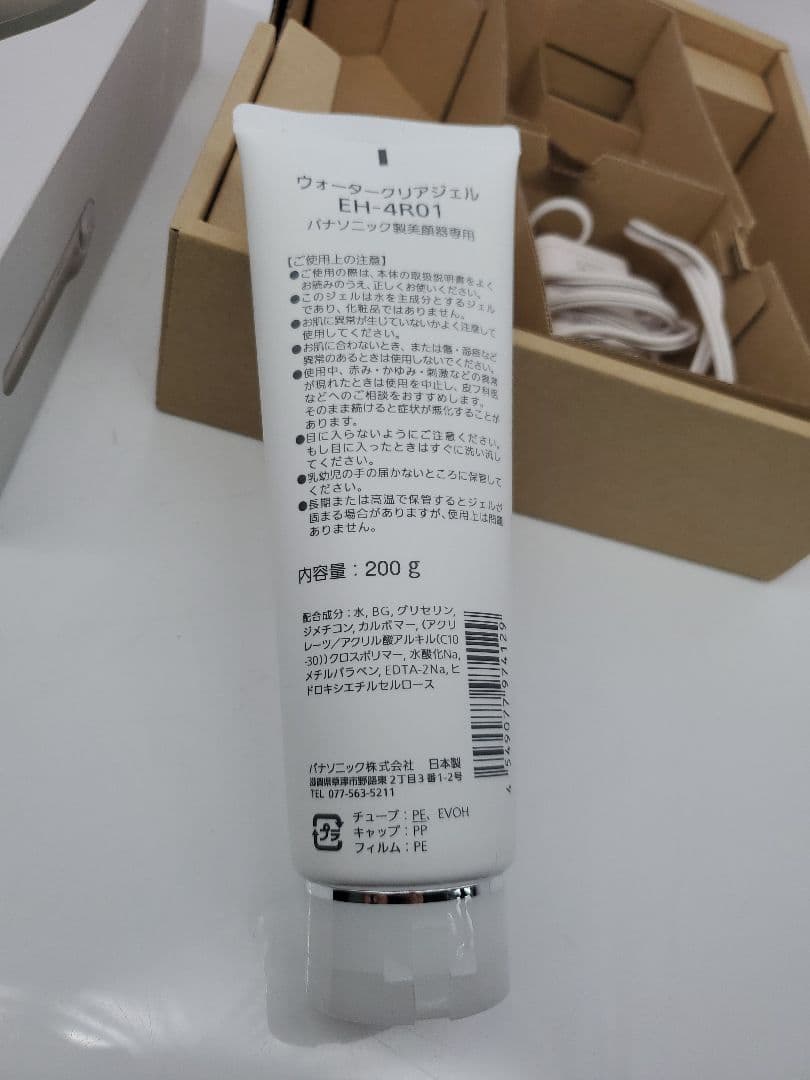 ウォータークリアジェル
EH-4R01
パナソニック製美顔器専用
【ご使用上の注意】
●ご使用の際は、本体の取扱説明書をよく
お読みのうえ、正しくお使いください。
●このジェルは水を主成分とするジェル
であり、化粧品ではありません。
●お肌に異常が生じていないかよく注意して
使用してください。
●お肌に合わないとき、または傷・湿疹など
異常のあるときは使用しないでください。
●使用中、赤み・かゆみ・刺激などの異常
が現れたときは使用を中止し、皮フ科医
などへのご相談をおすすめします。
そのまま続けると症状が悪化することが
あります。
●目に入らないようにご注意ください。
もし目に入ったときはすぐに洗い流し
てください。
●乳幼児の手の届かないところに保管して
ください。
●長期または高温で保管するとジェルが
固まる場合がありますが、使用上は問題
ありません。
内容量：200 g
配合成分：水, BG, グリセリン,
ジメチコン, カルボマー, (アクリ
レーツ/アクリル酸アルキル(C10
-30))クロスポリマー, 水酸化Na,
メチルパラベン, EDTA-2Na, ヒ
ドロキシエチルセルロース
4 549077 974129
パナソニック株式会社 日本製
滋賀県草津市野路東2丁目3番1-2号
TEL 077-563-5211
プラ
チューブ：PE、EVOH
キャップ：PP
フィルム：PE